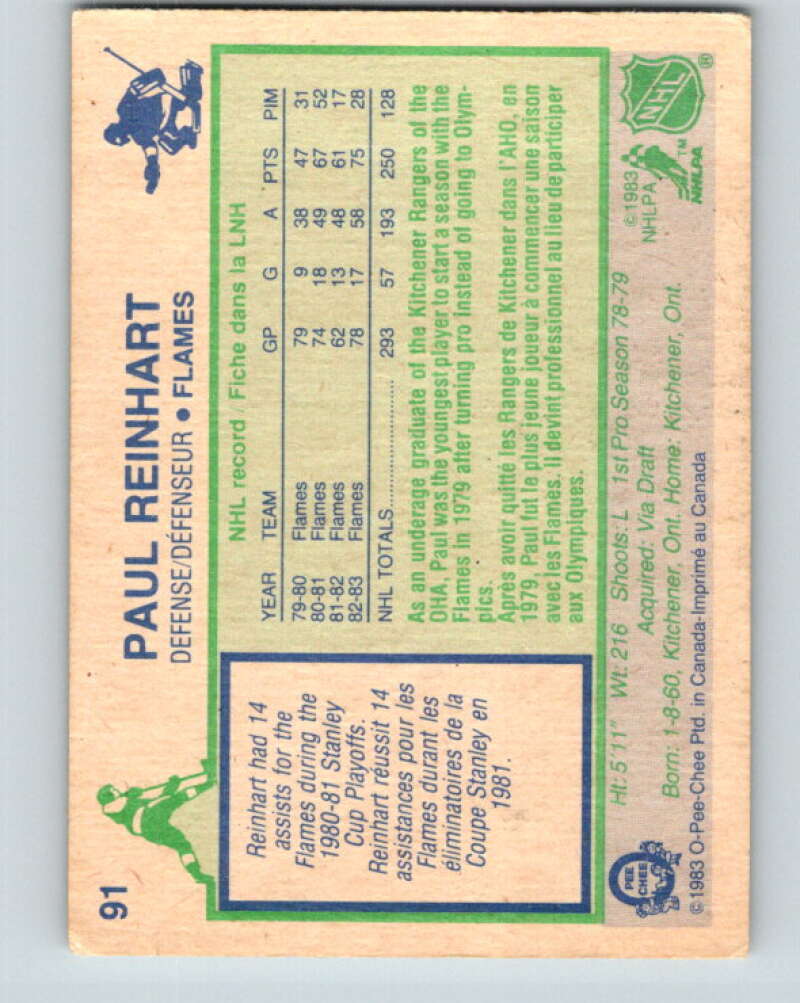 91
PAUL REINHART
DEFENSE/DÉFENSEUR • FLAMES
Reinhart had 14
assists for the
Flames during the
1980-81 Stanley
Cup Playoffs.
Reinhart réussit 14
assistances pour les
Flames durant les
éliminatoires de la
Coupe Stanley en
1981.
NHL record / Fiche dans la LNH
YEAR TEAM GP G A PTS PIM
79-80 Flames 79 9 38 47 31
80-81 Flames 74 18 49 67 52
81-82 Flames 62 13 48 61 17
82-83 Flames 78 17 58 75 28
NHL TOTALS.................. 293 57 193 250 128
As an underage graduate of the Kitchener Rangers of the
OHA, Paul was the youngest player to start a season with the
Flames in 1979 after turning pro instead of going to Olym-
pics.
Après avoir quitté les Rangers de Kitchener dans l'AHO, en
1979, Paul fut le plus jeune joueur à commencer une saison
avec les Flames. Il devint professionnel au lieu de participer
aux Olympiques.
Ht: 5'11" Wt: 216 Shoots: L 1st Pro Season 78-79
Acquired: Via Draft
Born: 1-8-60, Kitchener, Ont. Home: Kitchener, Ont.
© 1983 O-Pee-Chee Ptd. in Canada-Imprimé au Canada
O PEE CHEE
© 1983
NHLPA
NHL ®
TM
NHLPA